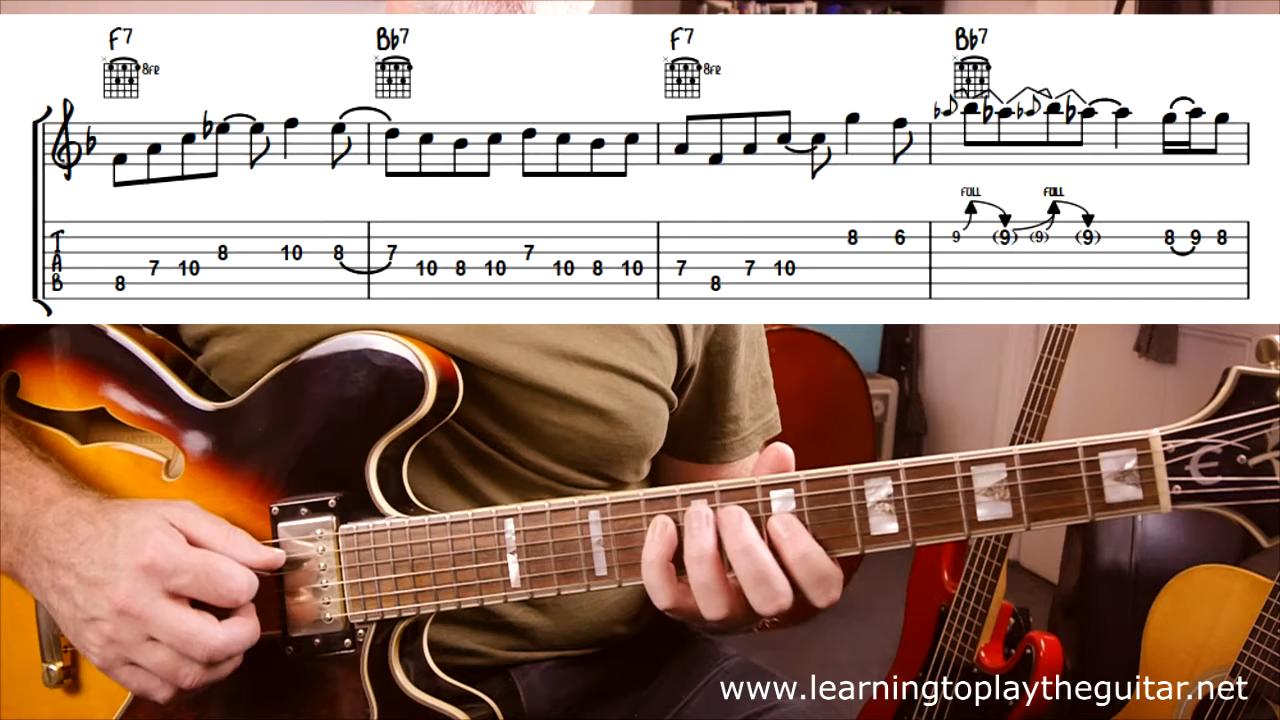 F7 Bb7 F7 Bb7
8FR 8FR
FULL FULL
9 (9) (9) (9) 8 9 8
8 8 6
8 10 8 7 7
7 10 10 8 10 10 8 10 7 7 10
8 8
T
A
B
www.learningtoplaytheguitar.net